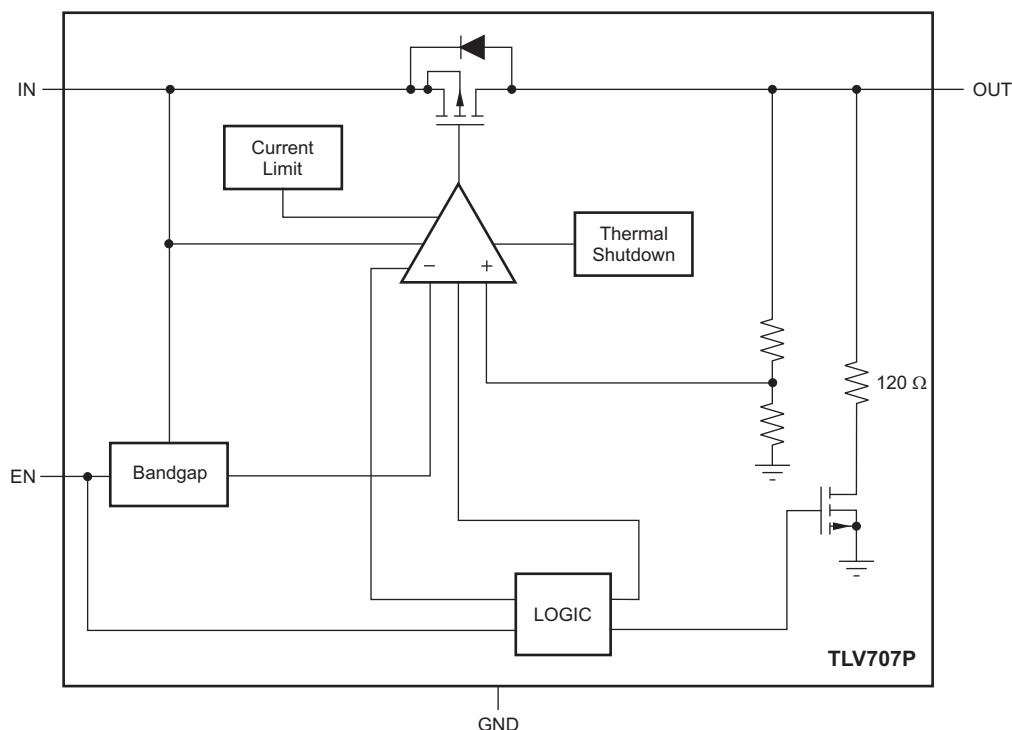 IN
OUT
Current
Limit
Thermal
Shutdown
−
+
120 Ω
EN
Bandgap
LOGIC
TLV707P
GND